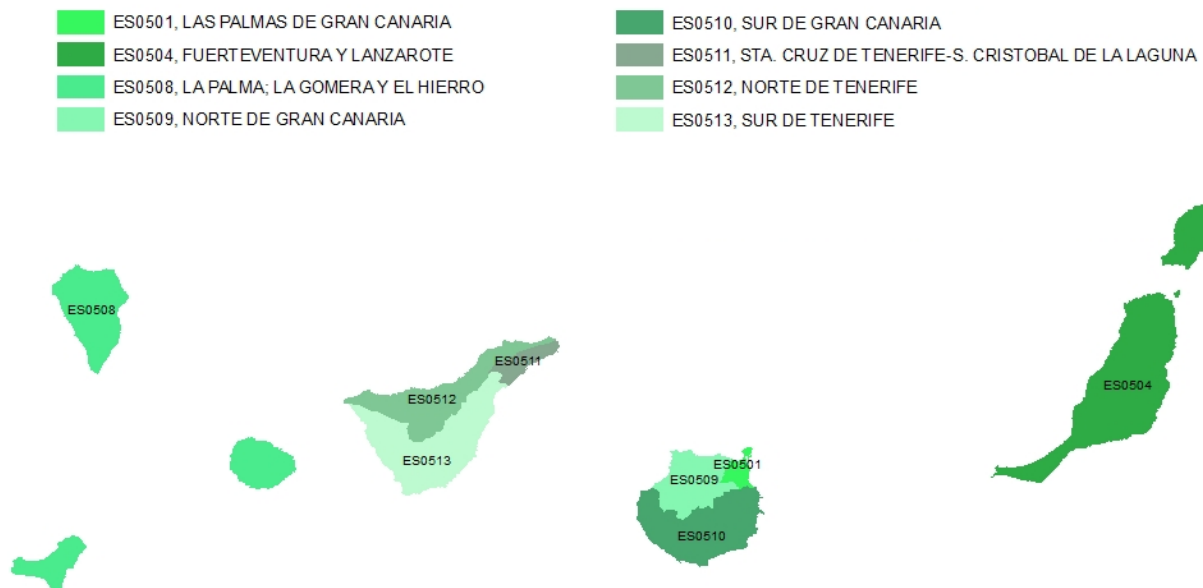 ES0501, LAS PALMAS DE GRAN CANARIA
ES0504, FUERTEVENTURA Y LANZAROTE
ES0508, LA PALMA; LA GOMERA Y EL HIERRO
ES0509, NORTE DE GRAN CANARIA
ES0510, SUR DE GRAN CANARIA
ES0511, STA. CRUZ DE TENERIFE-S. CRISTOBAL DE LA LAGUNA
ES0512, NORTE DE TENERIFE
ES0513, SUR DE TENERIFE
ES0508
ES0511
ES0512
ES0504
ES0513
ES0501
ES0509
ES0510